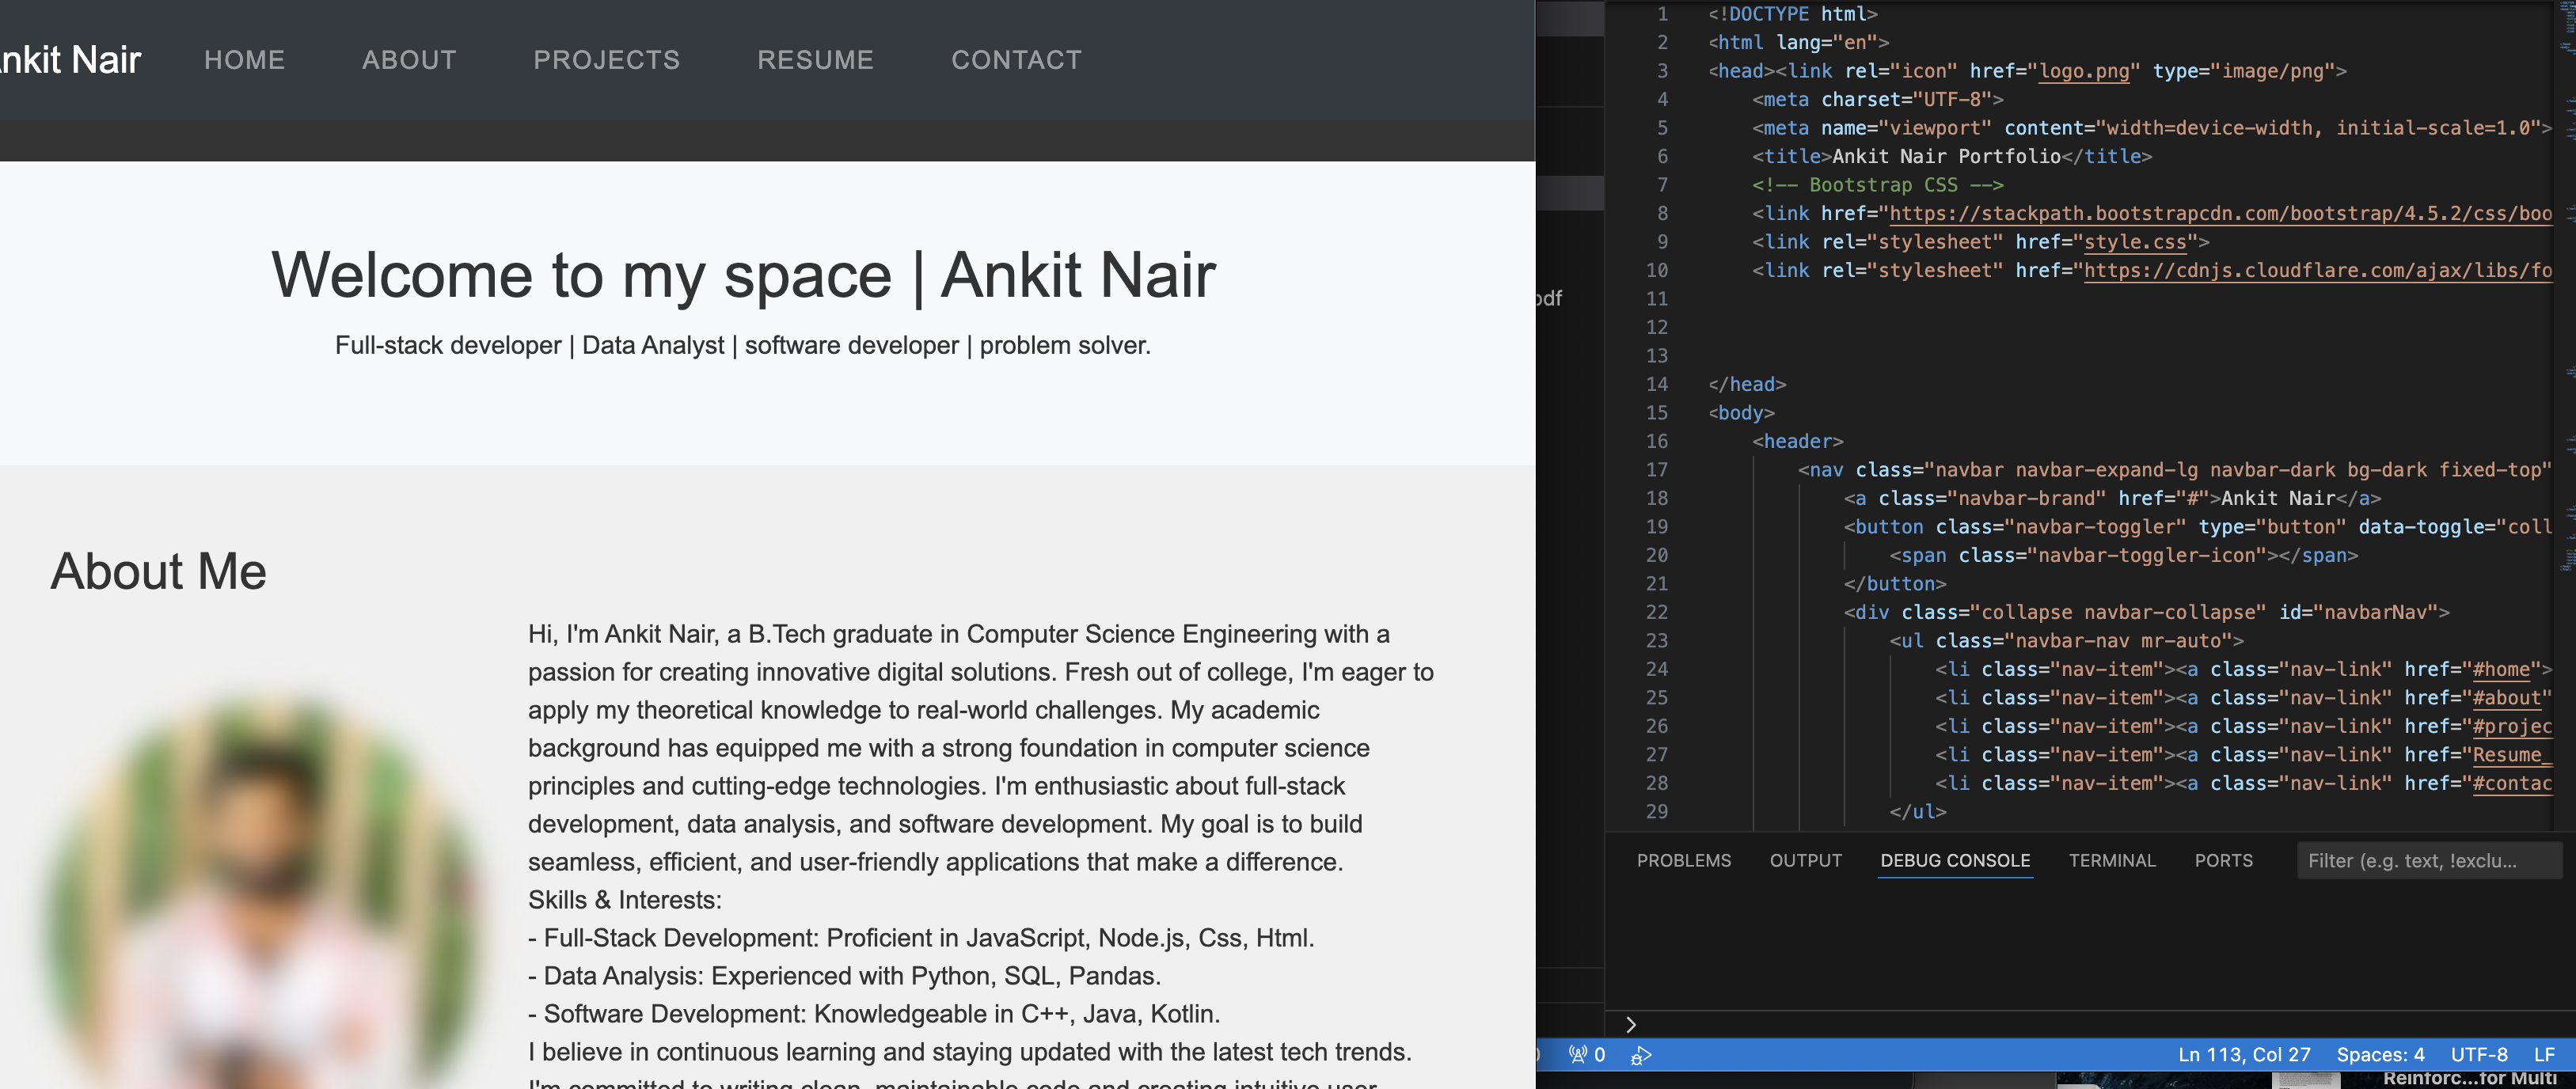 nkit Nair HOME ABOUT PROJECTS RESUME CONTACT
Welcome to my space | Ankit Nair
Full-stack developer | Data Analyst | software developer | problem solver.
About Me
Hi, I'm Ankit Nair, a B.Tech graduate in Computer Science Engineering with a
passion for creating innovative digital solutions. Fresh out of college, I'm eager to
apply my theoretical knowledge to real-world challenges. My academic
background has equipped me with a strong foundation in computer science
principles and cutting-edge technologies. I'm enthusiastic about full-stack
development, data analysis, and software development. My goal is to build
seamless, efficient, and user-friendly applications that make a difference.
Skills & Interests:
- Full-Stack Development: Proficient in JavaScript, Node.js, Css, Html.
- Data Analysis: Experienced with Python, SQL, Pandas.
- Software Development: Knowledgeable in C++, Java, Kotlin.
I believe in continuous learning and staying updated with the latest tech trends.
I'm committed to writing clean, maintainable code and creating intuitive user
df
1 <!DOCTYPE html>
2 <html lang="en">
3 <head><link rel="icon" href="logo.png" type="image/png">
4 <meta charset="UTF-8">
5 <meta name="viewport" content="width=device-width, initial-scale=1.0">
6 <title>Ankit Nair Portfolio</title>
7 <!-- Bootstrap CSS -->
8 <link href="https://stackpath.bootstrapcdn.com/bootstrap/4.5.2/css/boo
9 <link rel="stylesheet" href="style.css">
10 <link rel="stylesheet" href="https://cdnjs.cloudflare.com/ajax/libs/fo
11
12
13
14 </head>
15 <body>
16 <header>
17 <nav class="navbar navbar-expand-lg navbar-dark bg-dark fixed-top"
18 <a class="navbar-brand" href="#">Ankit Nair</a>
19 <button class="navbar-toggler" type="button" data-toggle="coll
20 <span class="navbar-toggler-icon"></span>
21 </button>
22 <div class="collapse navbar-collapse" id="navbarNav">
23 <ul class="navbar-nav mr-auto">
24 <li class="nav-item"><a class="nav-link" href="#home">
25 <li class="nav-item"><a class="nav-link" href="#about"
26 <li class="nav-item"><a class="nav-link" href="#projec
27 <li class="nav-item"><a class="nav-link" href="Resume_
28 <li class="nav-item"><a class="nav-link" href="#contac
29 </ul>
PROBLEMS OUTPUT DEBUG CONSOLE TERMINAL PORTS Filter (e.g. text, !exclu...
0 Ln 113, Col 27 Spaces: 4 UTF-8 LF
Reinforc...for Multi